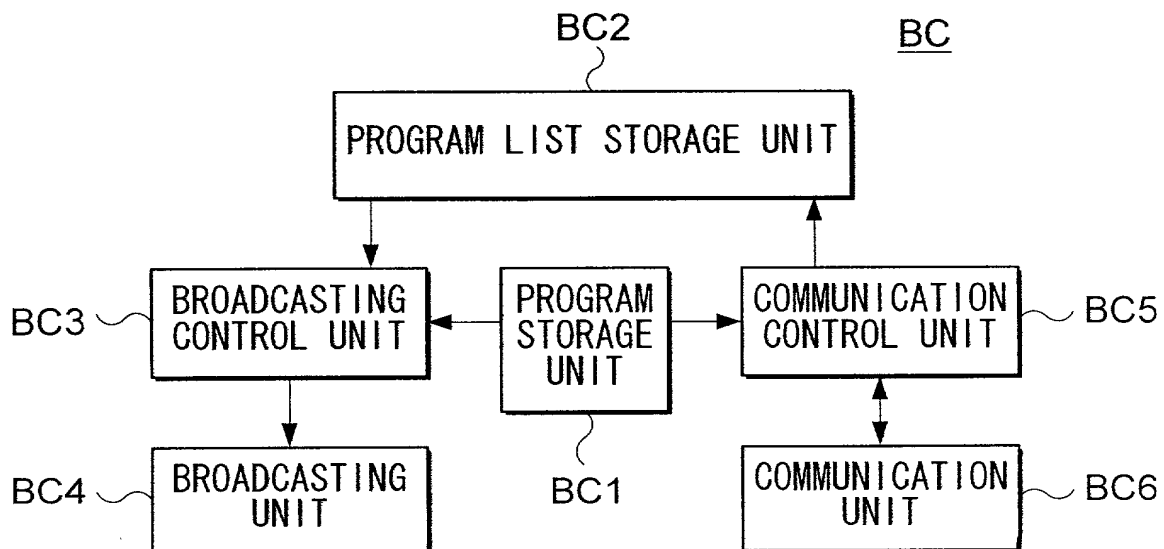 BC2
BC
PROGRAM LIST STORAGE UNIT
BC3
BROADCASTING
CONTROL UNIT
PROGRAM
STORAGE
UNIT
COMMUNICATION
CONTROL UNIT
BC5
BC4
BROADCASTING
UNIT
BC1
COMMUNICATION
UNIT
BC6